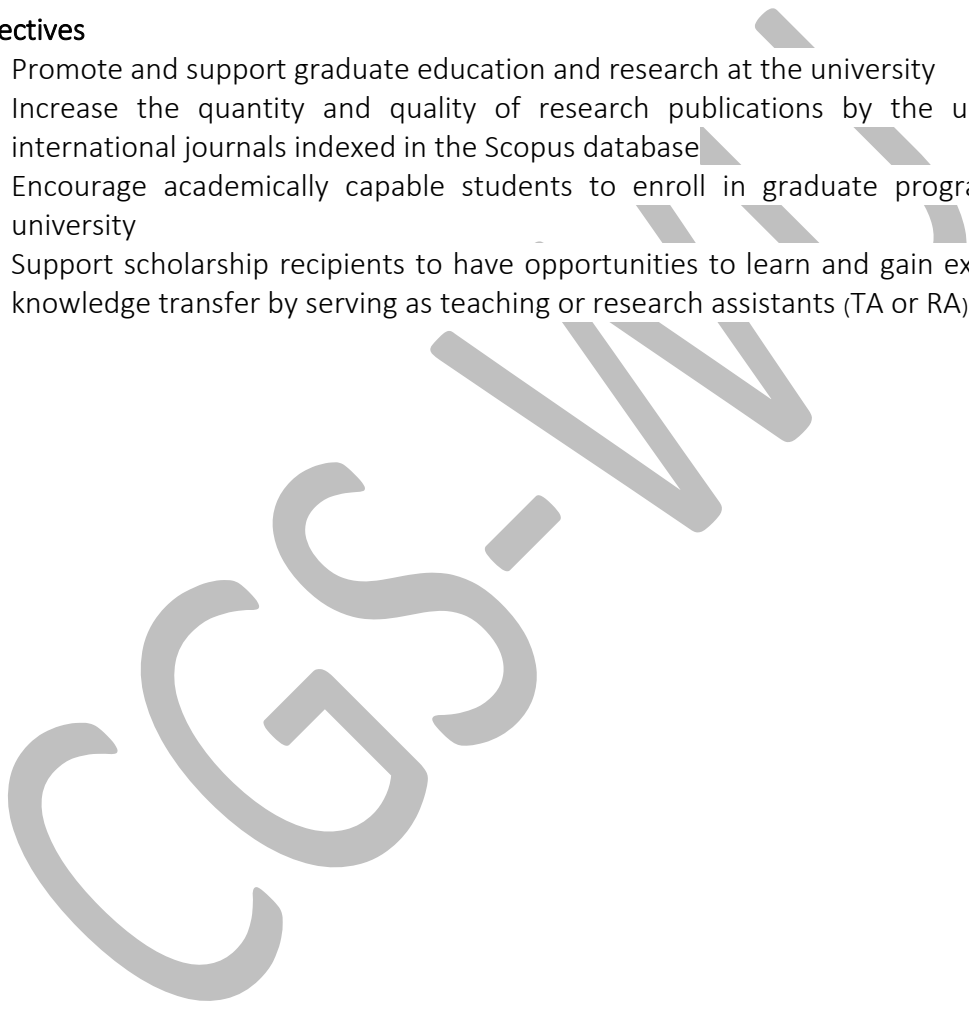 ectives
Promote and support graduate education and research at the university
Increase the quantity and quality of research publications by the u
international journals indexed in the Scopus database
Encourage academically capable students to enroll in graduate progra
university
Support scholarship recipients to have opportunities to learn and gain ex
knowledge transfer by serving as teaching or research assistants (TA or RA)
CGS-W